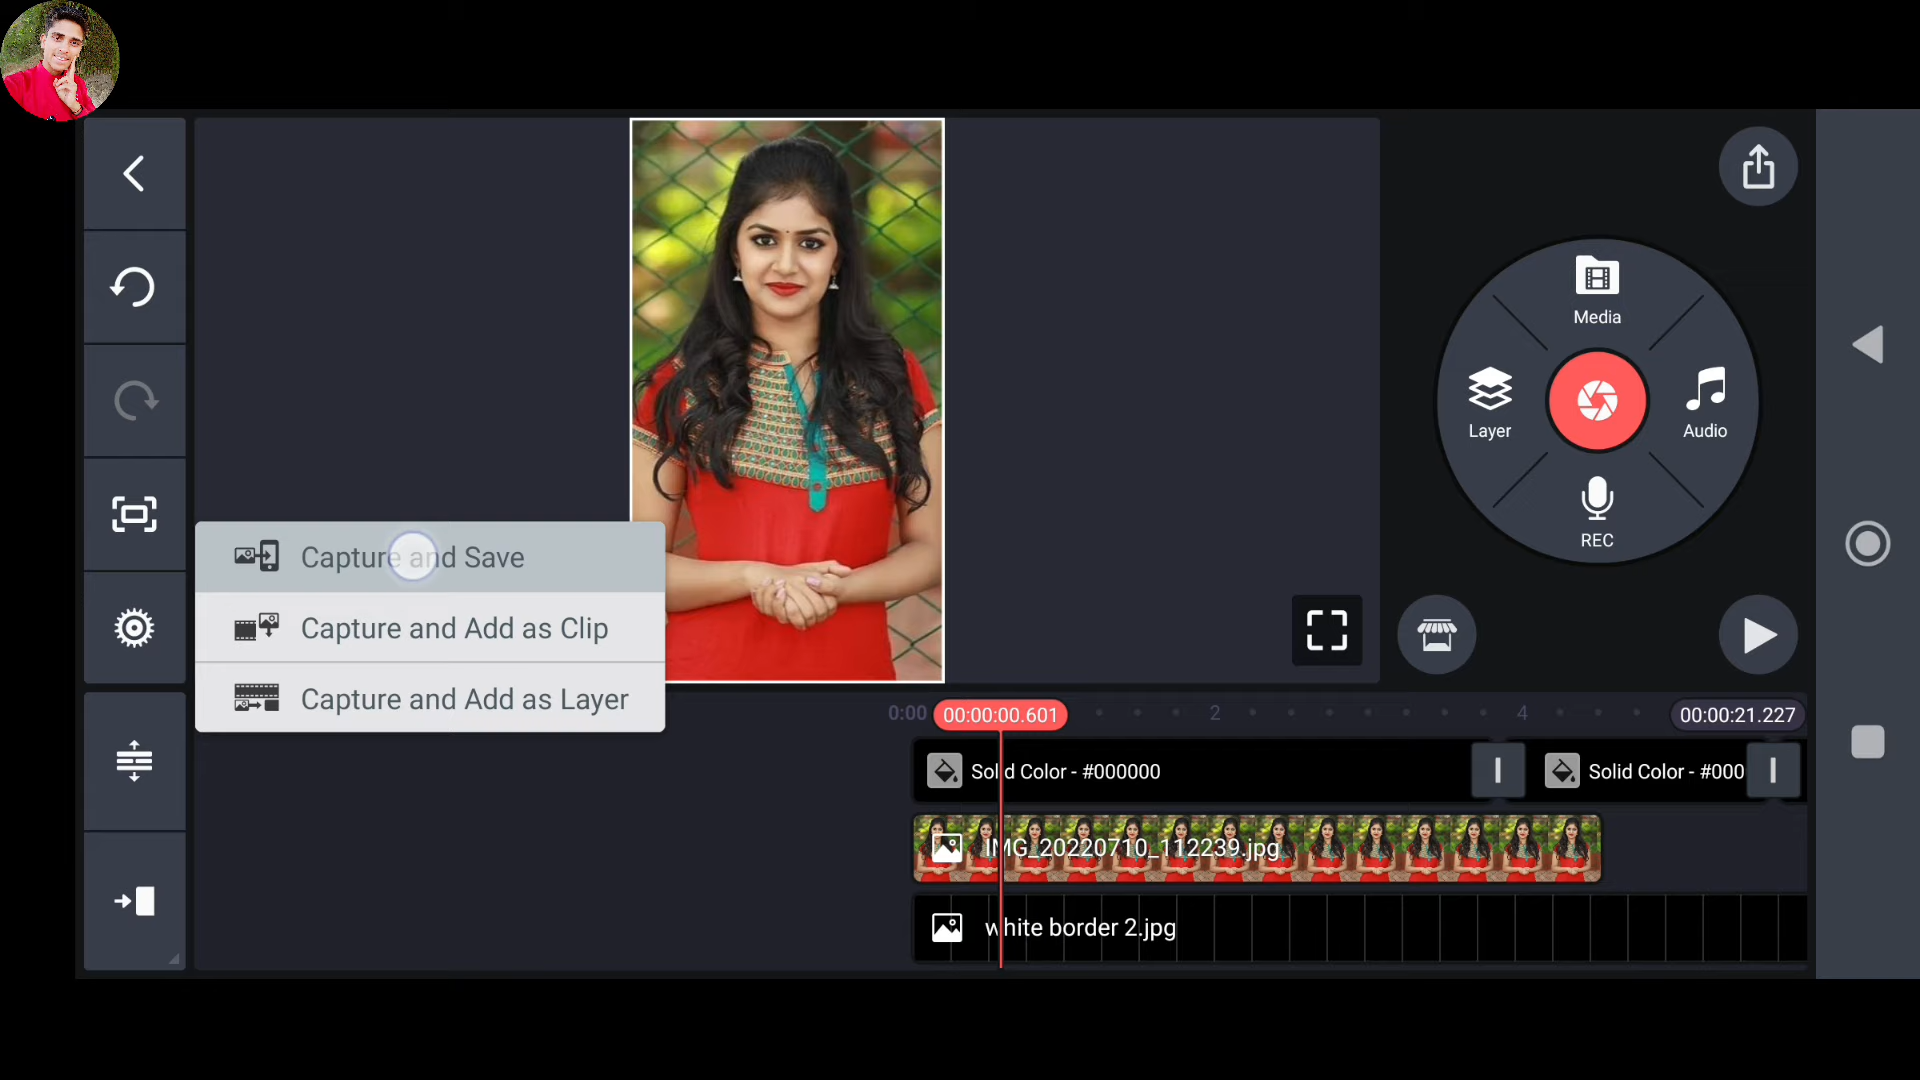 Media
Layer
Audio
REC
Capture and Save
Capture and Add as Clip
Capture and Add as Layer
0:00
00:00:00.601
2
4
00:00:21.227
Solid Color - #000000
Solid Color - #000
IMG_20220710_112239.jpg
white border 2.jpg